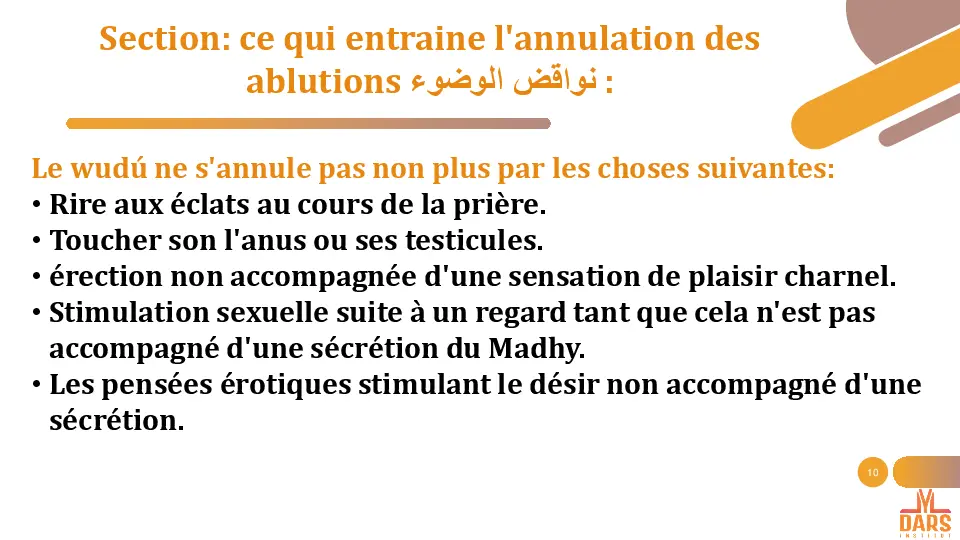 Section: ce qui entraine l'annulation des
ablutions نواقض الوضوء :
Le wudú ne s'annule pas non plus par les choses suivantes:
• Rire aux éclats au cours de la prière.
• Toucher son l'anus ou ses testicules.
• érection non accompagnée d'une sensation de plaisir charnel.
• Stimulation sexuelle suite à un regard tant que cela n'est pas
accompagné d'une sécrétion du Madhy.
• Les pensées érotiques stimulant le désir non accompagné d'une
sécrétion.
10
DARS
INSTITUT